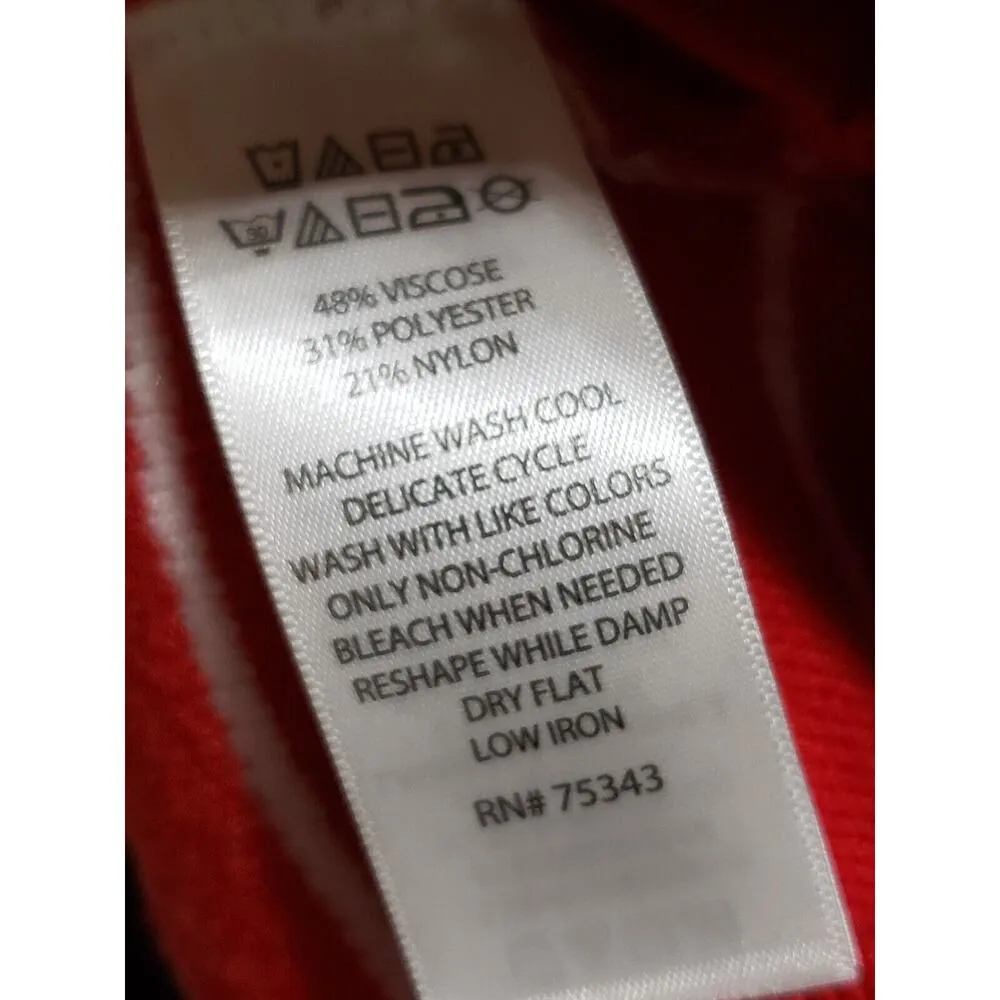 30
48% VISCOSE
31% POLYESTER
21% NYLON
MACHINE WASH COOL
DELICATE CYCLE
WASH WITH LIKE COLORS
ONLY NON-CHLORINE
BLEACH WHEN NEEDED
RESHAPE WHILE DAMP
DRY FLAT
LOW IRON
RN# 75343